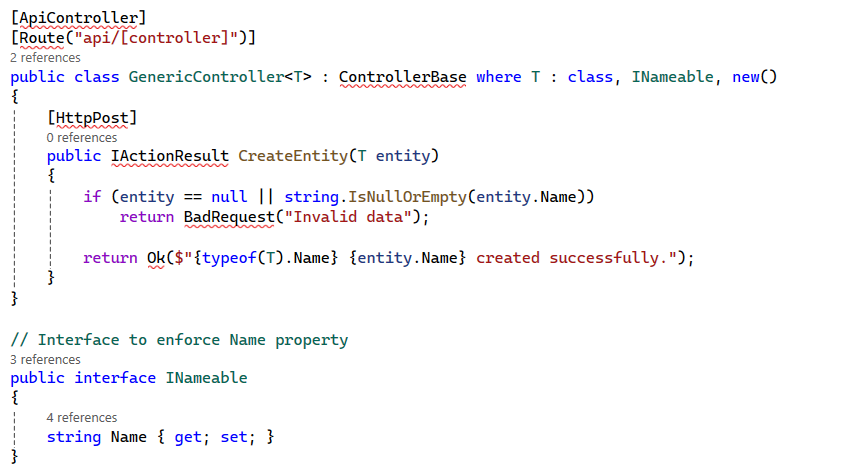 [ApiController]
[Route("api/[controller]")]
2 references
public class GenericController<T> : ControllerBase where T : class, INameable, new()
{
    [HttpPost]
    0 references
    public IActionResult CreateEntity(T entity)
    {
        if (entity == null || string.IsNullOrEmpty(entity.Name))
            return BadRequest("Invalid data");

        return Ok($"{typeof(T).Name} {entity.Name} created successfully.");
    }
}

// Interface to enforce Name property
3 references
public interface INameable
{
    4 references
    string Name { get; set; }
}